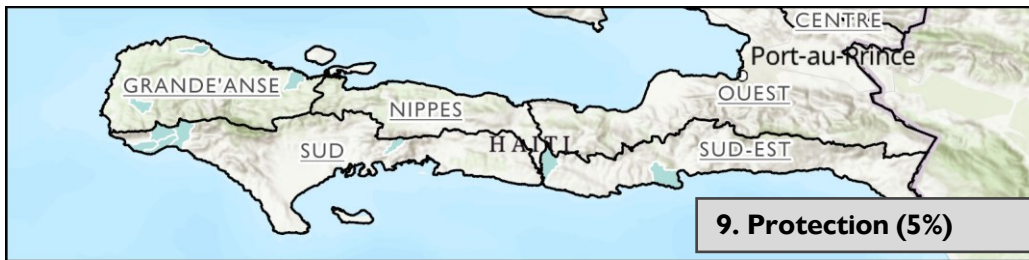 CENTRE
Port-au-Prince
GRANDE'ANSE
OUEST
NIPPES
HAITI
SUD
SUD-EST
9. Protection (5%)